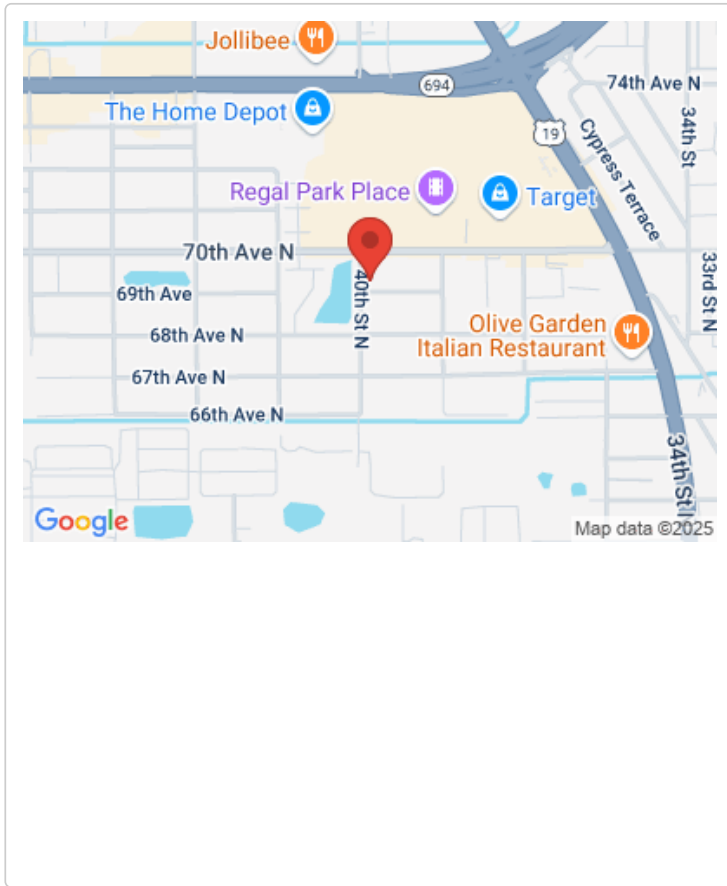 Jollibee
694
74th Ave N
The Home Depot
34th St
19
Cypress Terrace
Regal Park Place
Target
70th Ave N
33rd St N
69th Ave
40th St N
68th Ave N
Olive Garden
Italian Restaurant
67th Ave N
66th Ave N
34th St
Google
Map data ©2025